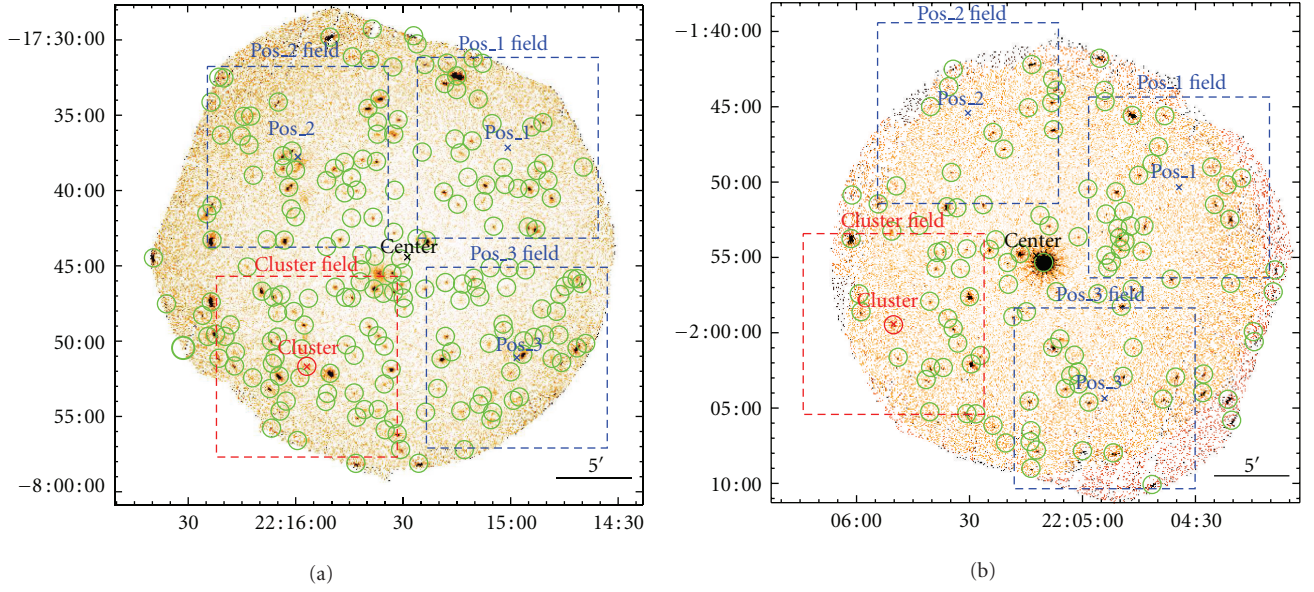 −17:30:00
35:00
40:00
45:00
50:00
55:00
−8:00:00
30
22:16:00
30
15:00
14:30
Pos_2 field
Pos_1 field
Pos_2
Pos_1
Center
Pos_3 field
Cluster field
Cluster
Pos_3
5′
(a)
−1:40:00
45:00
50:00
55:00
−2:00:00
05:00
10:00
06:00
30
22:05:00
04:30
Pos_2 field
Pos_1 field
Pos_2
Pos_1
Cluster field
Center
Cluster
Pos_3 field
Pos_3
5′
(b)